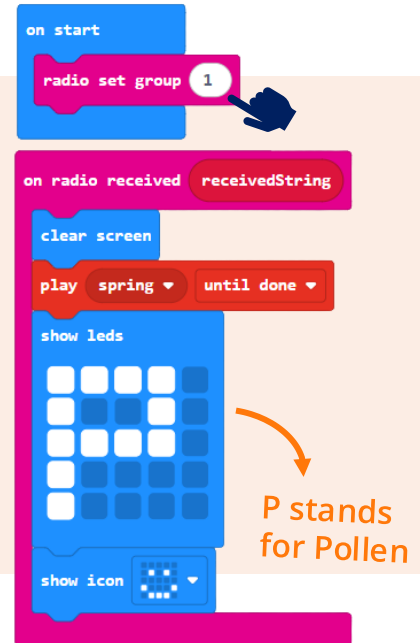 on start
radio set group 1
on radio received receivedString
clear screen
play spring until done
show leds
P stands
for Pollen
show icon